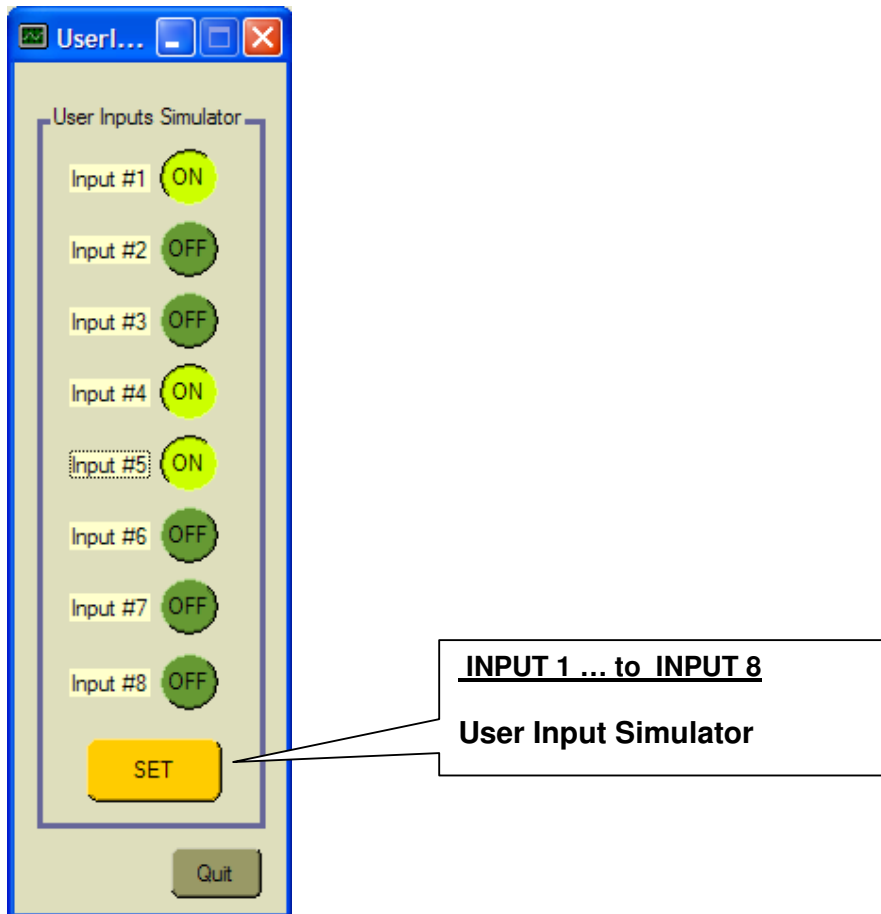 UserI...
User Inputs Simulator
Input #1 ON
Input #2 OFF
Input #3 OFF
Input #4 ON
Input #5 ON
Input #6 OFF
Input #7 OFF
Input #8 OFF
SET
Quit
INPUT 1 ... to INPUT 8
User Input Simulator